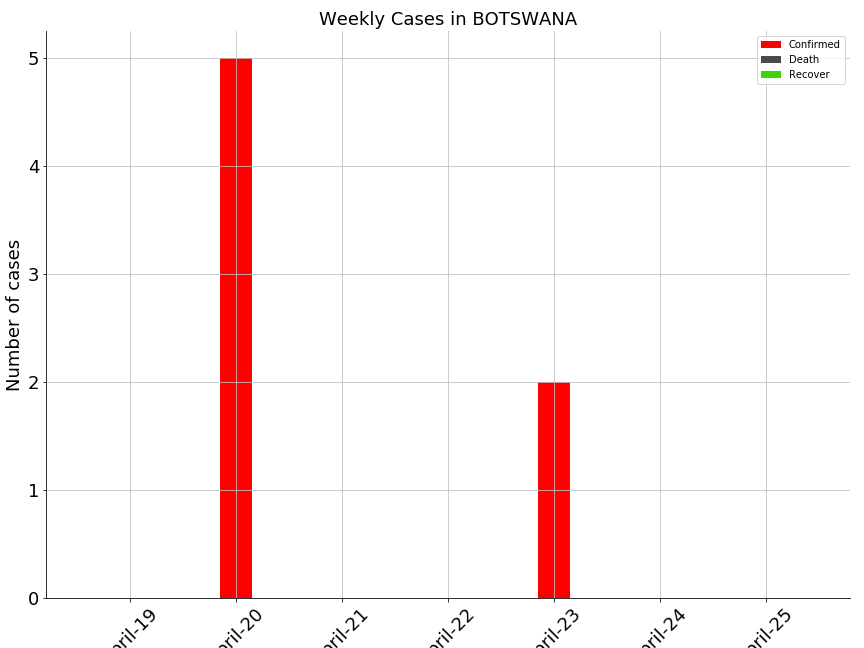 Weekly Cases in BOTSWANA
Confirmed
Death
Recover
Number of cases
5
4
3
2
1
0
pril-19
pril-20
pril-21
pril-22
pril-23
pril-24
pril-25